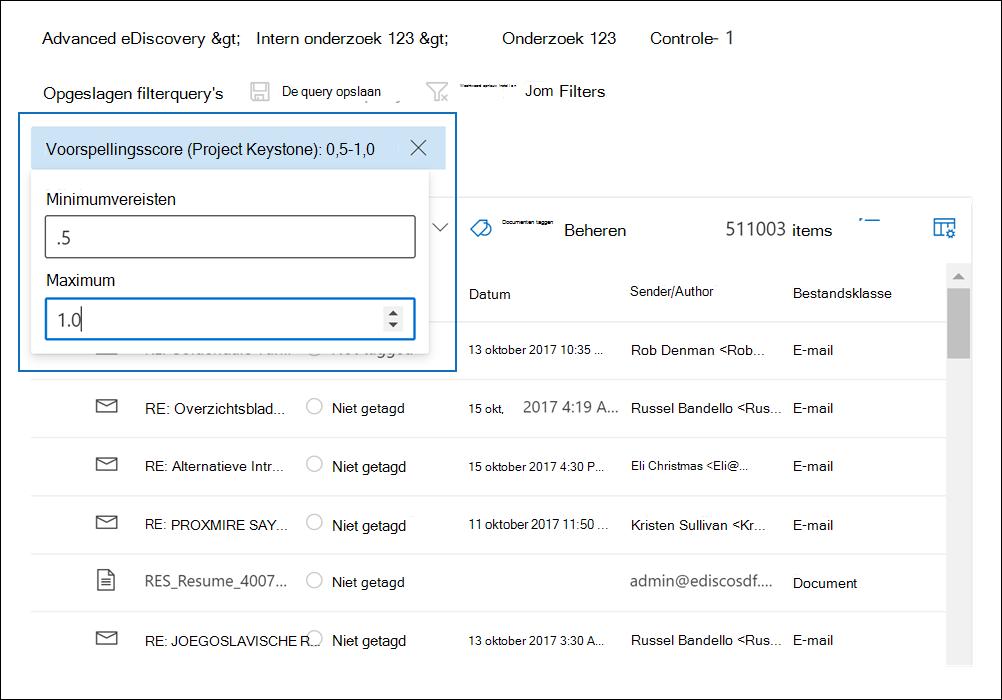 Advanced eDiscovery &gt; Intern onderzoek 123 &gt; Onderzoek 123 Controle- 1
Opgeslagen filterquery's De query opslaan Jom Filters
Voorspellingsscore (Project Keystone): 0,5-1,0
Minimumvereisten
.5
Maximum
1.0
Documenten taggen Beheren 511003 items
Datum Sender/Author Bestandsklasse
13 oktober 2017 10:35 ... Rob Denman <Rob... E-mail
RE: Overzichtsblad... Niet getagd 15 okt, 2017 4:19 A... Russel Bandello <Rus... E-mail
RE: Alternatieve Intr... Niet getagd 15 oktober 2017 4:30 P... Eli Christmas <Eli@... E-mail
RE: PROXMIRE SAY... Niet getagd 11 oktober 2017 11:50 ... Kristen Sullivan <Kr... E-mail
RES_Resume_4007... Niet getagd admin@ediscosdf.... Document
RE: JOEGOSLAVISCHE R... Niet getagd 13 oktober 2017 3:30 A... Russel Bandello <Rus... E-mail